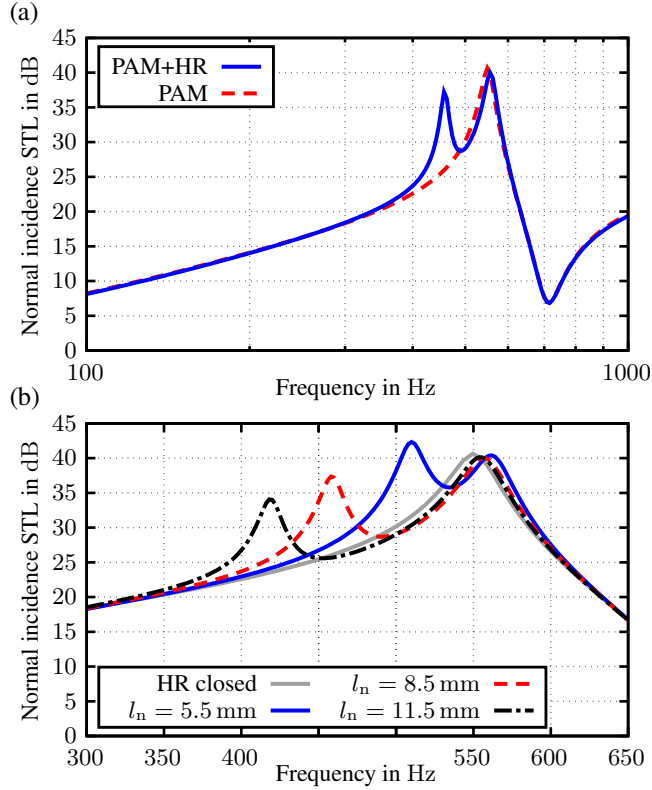 (a)
Normal incidence STL in dB
45
40
35
30
25
20
15
10
5
0
PAM+HR
PAM
100
1000
Frequency in Hz
(b)
Normal incidence STL in dB
45
40
35
30
25
20
15
10
5
0
HR closed
lₙ = 5.5 mm
lₙ = 8.5 mm
lₙ = 11.5 mm
300
350
400
450
500
550
600
650
Frequency in Hz